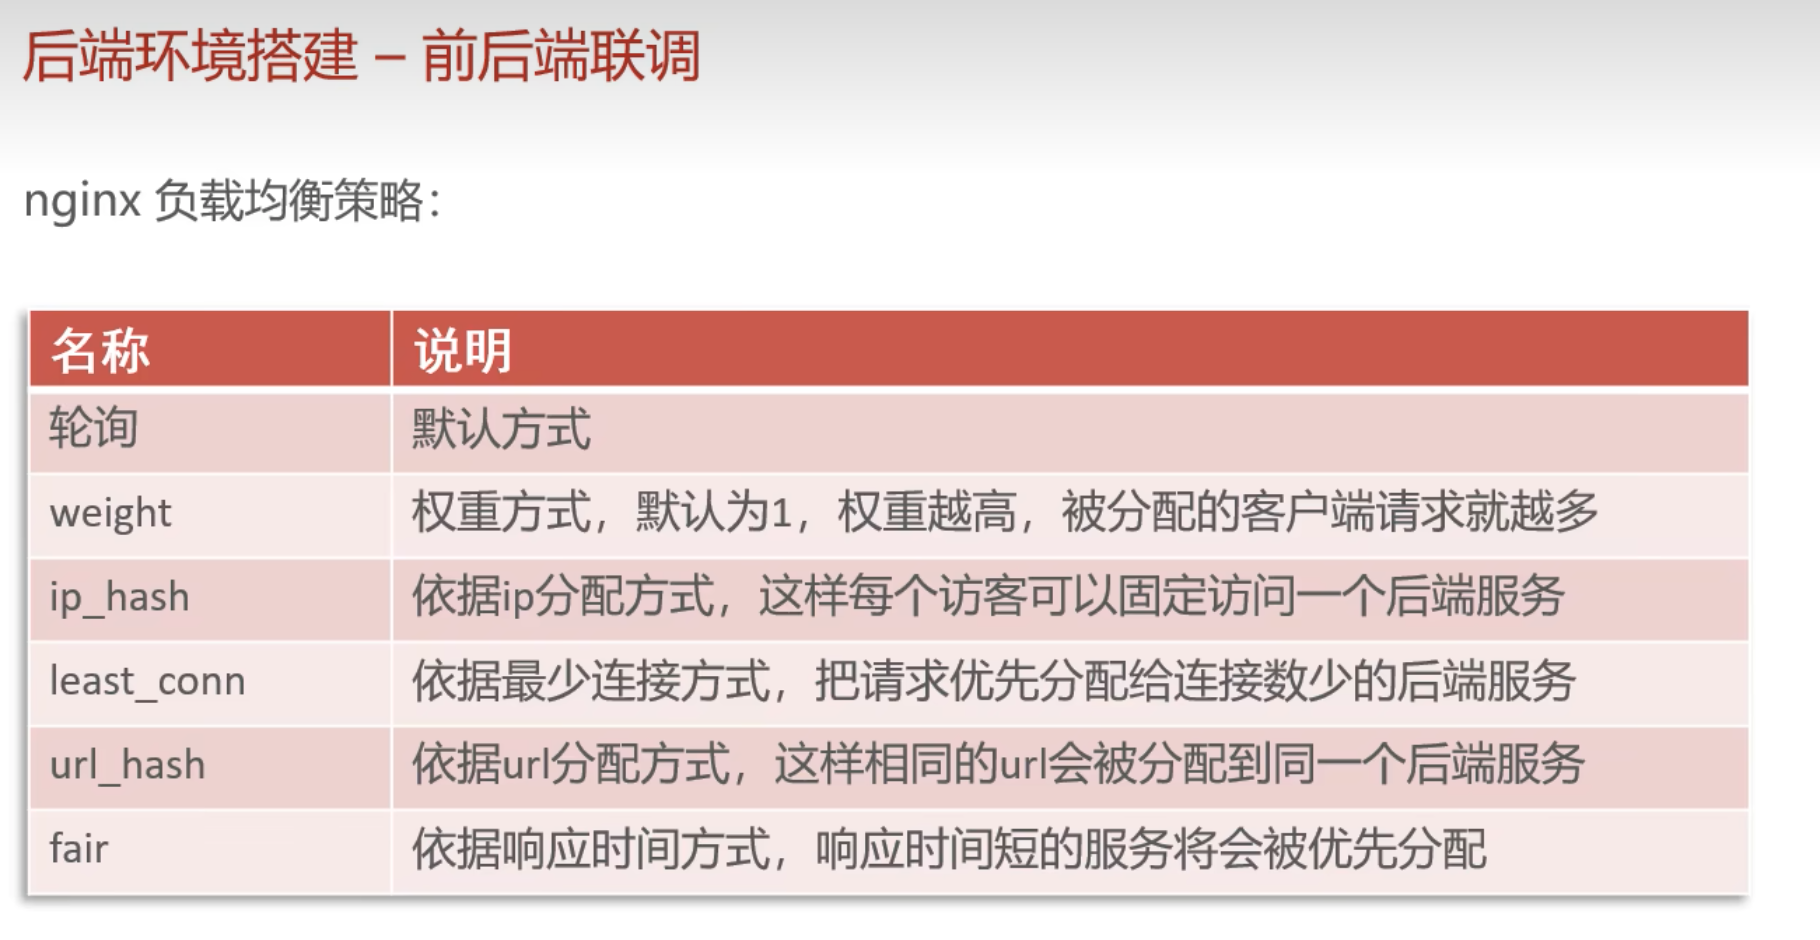 后端环境搭建 – 前后端联调
nginx 负载均衡策略：
名称 说明
轮询 默认方式
weight 权重方式，默认为1，权重越高，被分配的客户端请求就越多
ip_hash 依据ip分配方式，这样每个访客可以固定访问一个后端服务
least_conn 依据最少连接方式，把请求优先分配给连接数少的后端服务
url_hash 依据url分配方式，这样相同的url会被分配到同一个后端服务
fair 依据响应时间方式，响应时间短的服务将会被优先分配